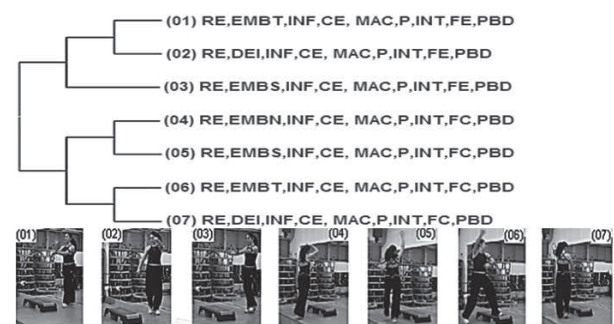 (01) RE,EMBT,INF,CE, MAC,P,INT,FE,PBD
(02) RE,DEI,INF,CE, MAC,P,INT,FE,PBD
(03) RE,EMBS,INF,CE, MAC,P,INT,FE,PBD
(04) RE,EMBN,INF,CE, MAC,P,INT,FC,PBD
(05) RE,EMBS,INF,CE, MAC,P,INT,FC,PBD
(06) RE,EMBT,INF,CE, MAC,P,INT,FC,PBD
(07) RE,DEI,INF,CE, MAC,P,INT,FC,PBD
(01) (02) (03) (04) (05) (06) (07)